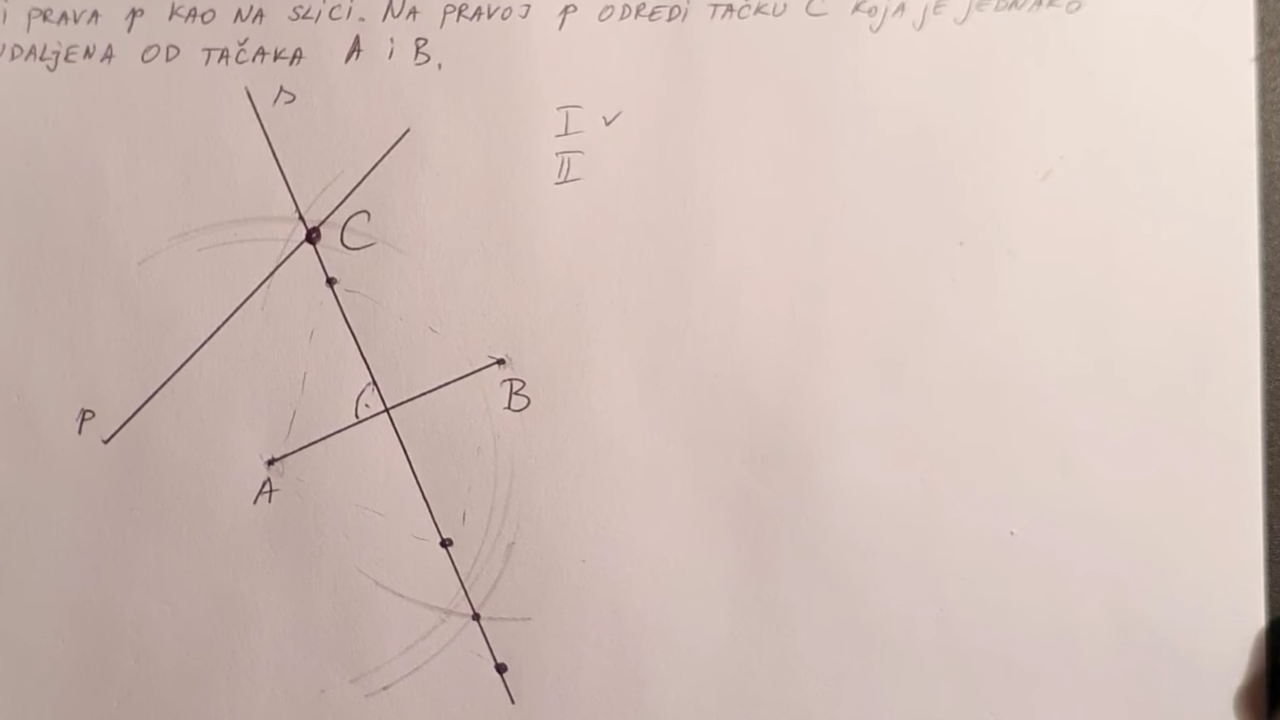 i PRAVA p KAO NA SLICI. NA PRAVOJ p ODREDI TAČKU C KOJA JE JEDNAKO
UDALJENA OD TAČAKA A i B.
s
I ✓
II
C
p
B
A